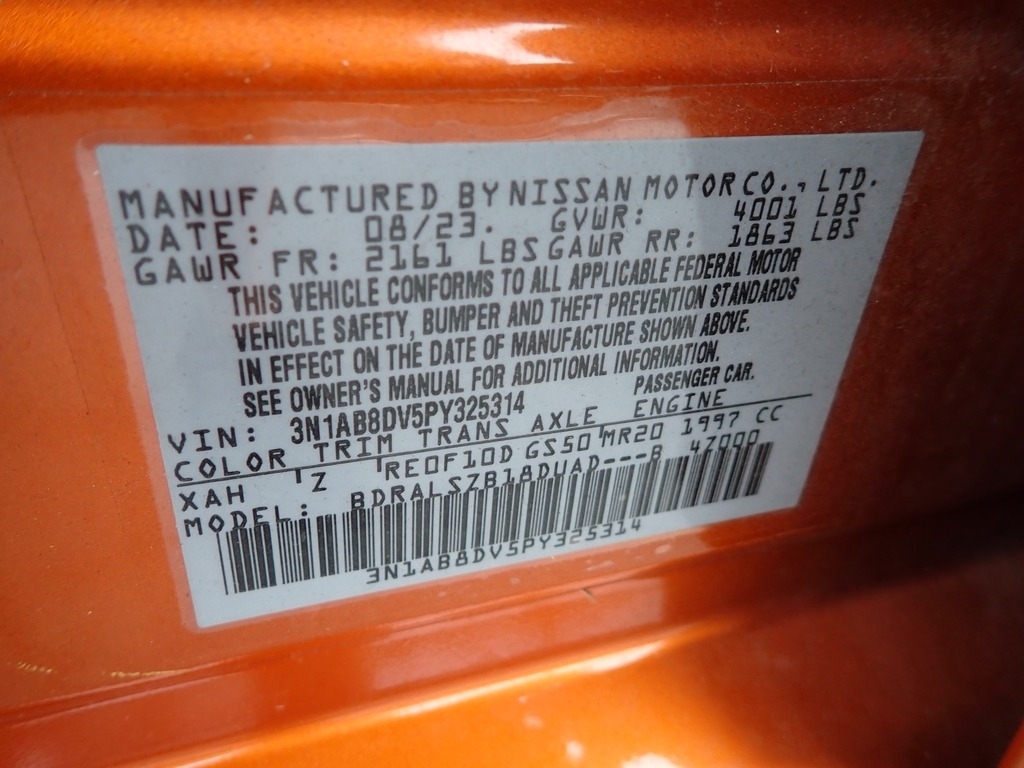 MANUFACTURED BY NISSAN MOTOR CO., LTD.
DATE: 08/23. GVWR: 4001 LBS
GAWR FR: 2161 LBS GAWR RR: 1863 LBS
THIS VEHICLE CONFORMS TO ALL APPLICABLE FEDERAL MOTOR
VEHICLE SAFETY, BUMPER AND THEFT PREVENTION STANDARDS
IN EFFECT ON THE DATE OF MANUFACTURE SHOWN ABOVE.
SEE OWNER'S MANUAL FOR ADDITIONAL INFORMATION.
VIN: 3N1AB8DV5PY325314 PASSENGER CAR.
COLOR TRIM TRANS AXLE ENGINE
XAH Z RE0F10D GS50 MR20 1997 CC
MODEL: BDRALSZB18DUAD---B 4Z000
3N1AB8DV5PY325314